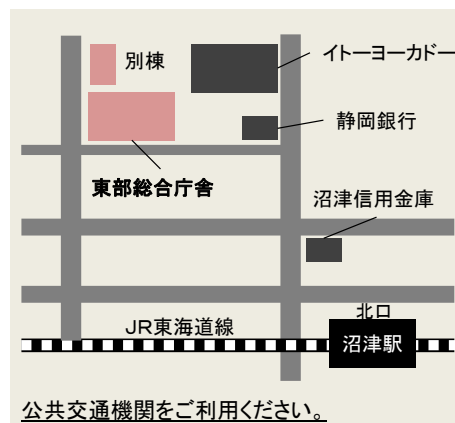 別棟
イトーヨーカドー
静岡銀行
東部総合庁舎
沼津信用金庫
北口
JR東海道線
沼津駅
公共交通機関をご利用ください。